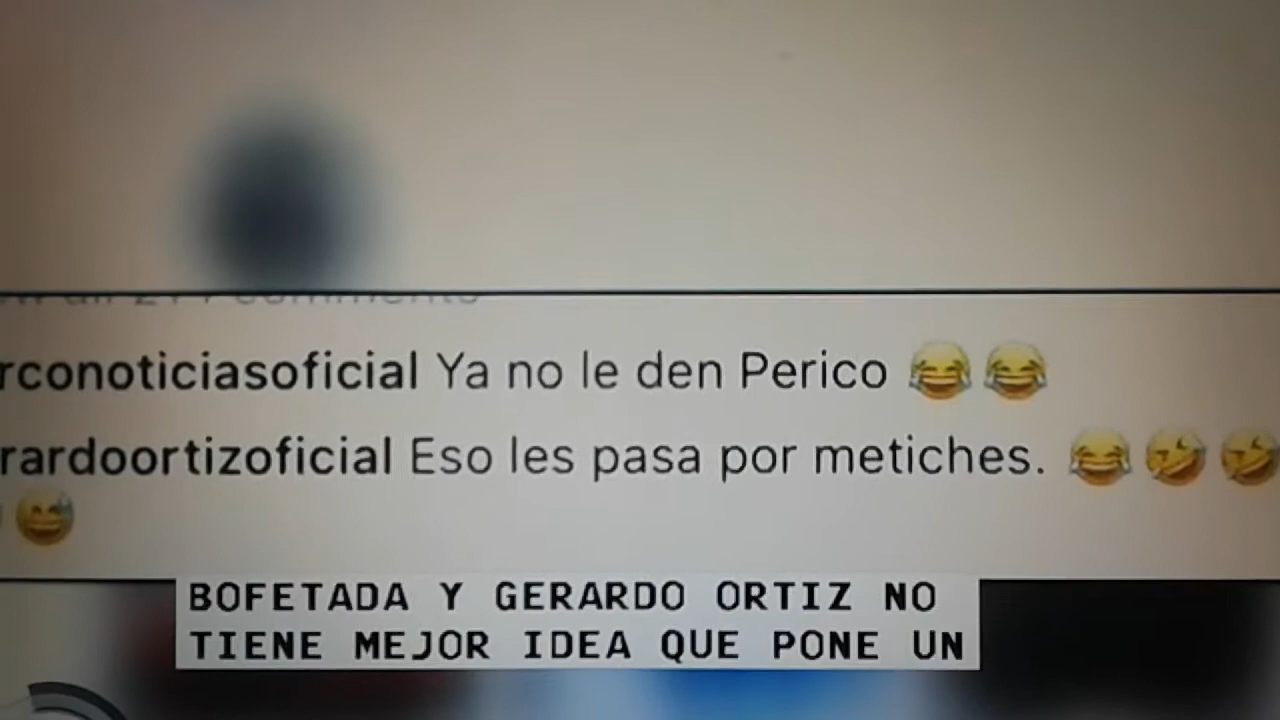 rconoticiasoficial Ya no le den Perico 😂😂
rardoortizoficial Eso les pasa por metiches. 😂🤣🤣
😅
BOFETADA Y GERARDO ORTIZ NO
TIENE MEJOR IDEA QUE PONE UN